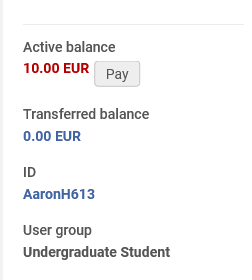 Active balance
10.00 EUR Pay
Transferred balance
0.00 EUR
ID
AaronH613
User group
Undergraduate Student